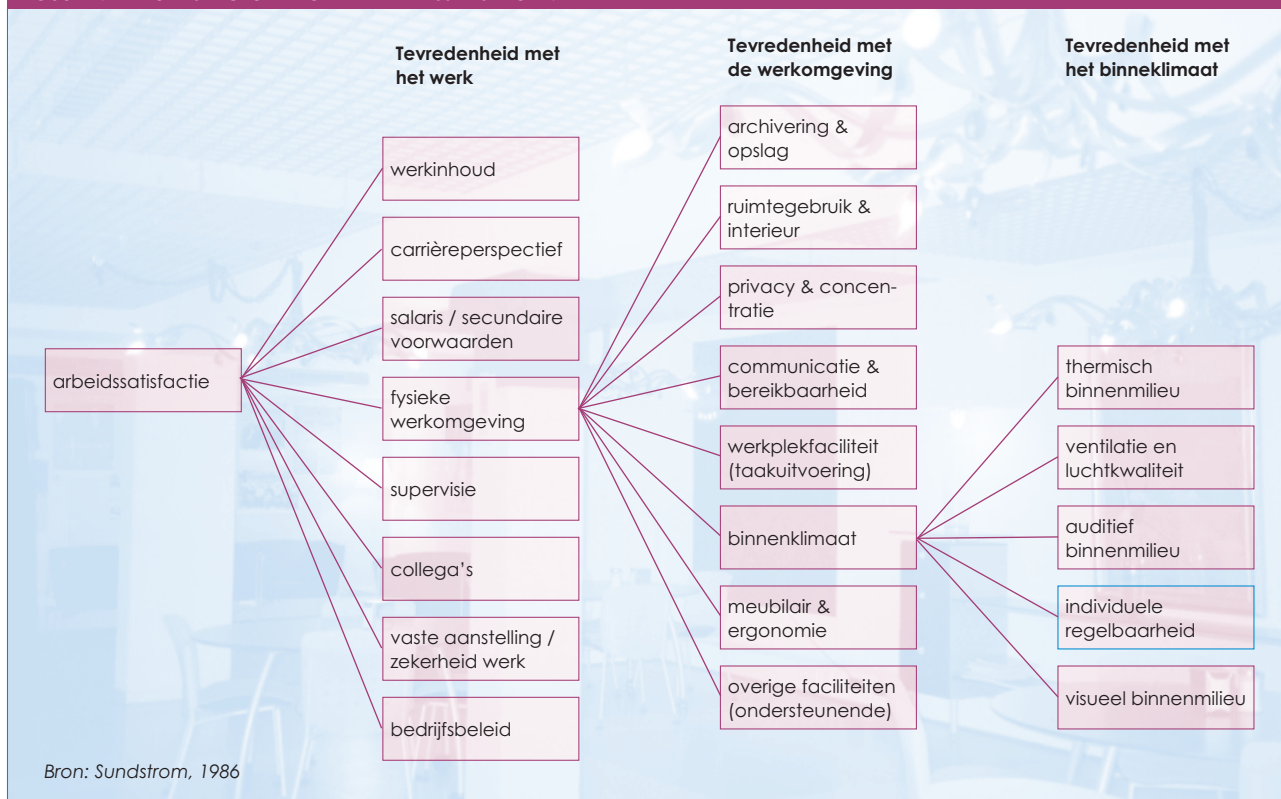 Tevredenheid met
het werk
Tevredenheid met
de werkomgeving
Tevredenheid met
het binneklimaat
arbeidssatisfactie
werkinhoud
carrièreperspectief
salaris / secundaire
voorwaarden
fysieke
werkomgeving
supervisie
collega's
vaste aanstelling /
zekerheid werk
bedrijfsbeleid
archivering &
opslag
ruimtegebruik &
interieur
privacy & concen-
tratie
communicatie &
bereikbaarheid
werkplekfaciliteit
(taakuitvoering)
binnenklimaat
meubilair &
ergonomie
overige faciliteiten
(ondersteunende)
thermisch
binnenmilieu
ventilatie en
luchtkwaliteit
auditief
binnenmilieu
individuele
regelbaarheid
visueel binnenmilieu
Bron: Sundstrom, 1986